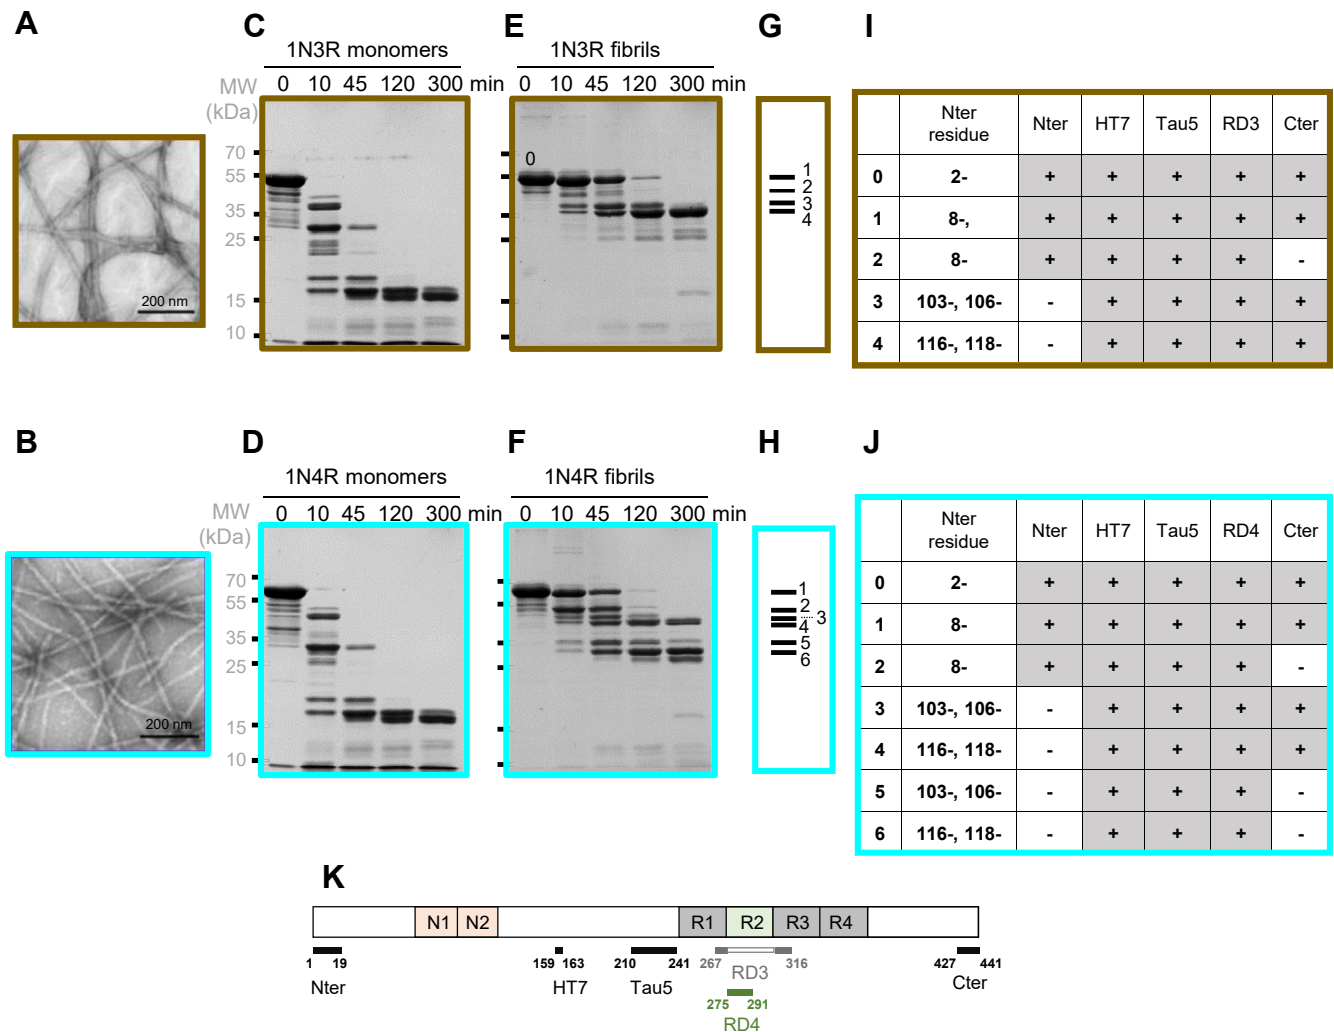 A
C
E
G
I
1N3R monomers
1N3R fibrils
MW
(kDa)
0 10 45 120 300 min
0 10 45 120 300 min
70
55
35
25
15
10
0
1
2
3
4
200 nm
Nter residue Nter HT7 Tau5 RD3 Cter
0 2- + + + + +
1 8-, + + + + +
2 8- + + + + -
3 103-, 106- - + + + +
4 116-, 118- - + + + +
B
D
F
H
J
1N4R monomers
1N4R fibrils
MW
(kDa)
0 10 45 120 300 min
0 10 45 120 300 min
70
55
35
25
15
10
1
2
3
4
5
6
200 nm
Nter residue Nter HT7 Tau5 RD4 Cter
0 2- + + + + +
1 8- + + + + +
2 8- + + + + -
3 103-, 106- - + + + +
4 116-, 118- - + + + +
5 103-, 106- - + + + -
6 116-, 118- - + + + -
K
N1 N2 R1 R2 R3 R4
1 19 159 163 210 241 267 316 427 441
Nter HT7 Tau5 RD3 Cter
275 291
RD4